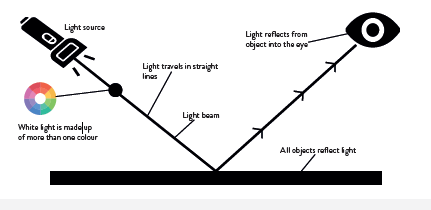 Light source
Light reflects from
object into the eye
Light travels in straight
lines
Light beam
White light is made up
of more than one colour
All objects reflect light